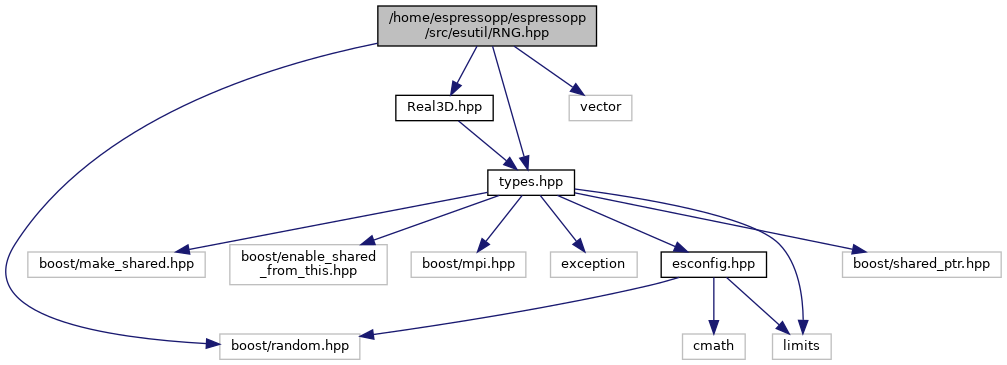 /home/espressopp/espressopp
/src/esutil/RNG.hpp
Real3D.hpp
vector
types.hpp
boost/make_shared.hpp
boost/enable_shared
_from_this.hpp
boost/mpi.hpp
exception
esconfig.hpp
boost/shared_ptr.hpp
boost/random.hpp
cmath
limits